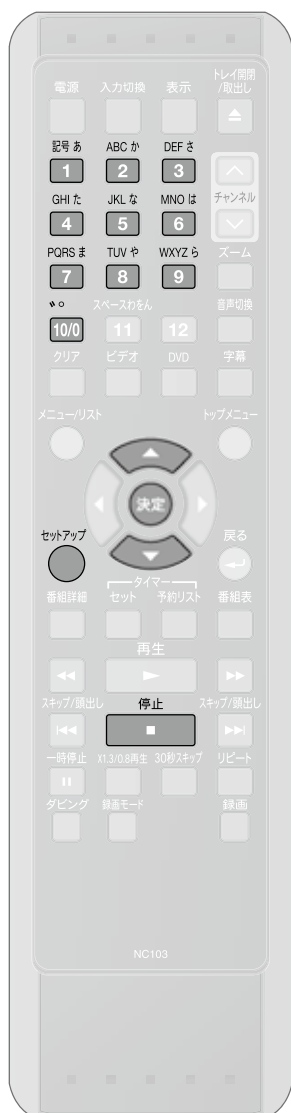 電源 入力切換 表示 トレイ開閉
/取出し
記号 あ ABC か DEF さ
1 2 3
GHI た JKL な MNO は チャンネル
4 5 6
PQRS ま TUV や WXYZ ら ズーム
7 8 9
゛゜ スペースわをん 音声切換
10/0 11 12
クリア ビデオ DVD 字幕
メニュー/リスト トップメニュー
決定
セットアップ 戻る
タイマー
番組詳細 セット 予約リスト 番組表
再生
スキップ/頭出し 停止 スキップ/頭出し
一時停止 X1.3/0.8再生 30秒スキップ リピート
ダビング 録画モード 録画
NC103